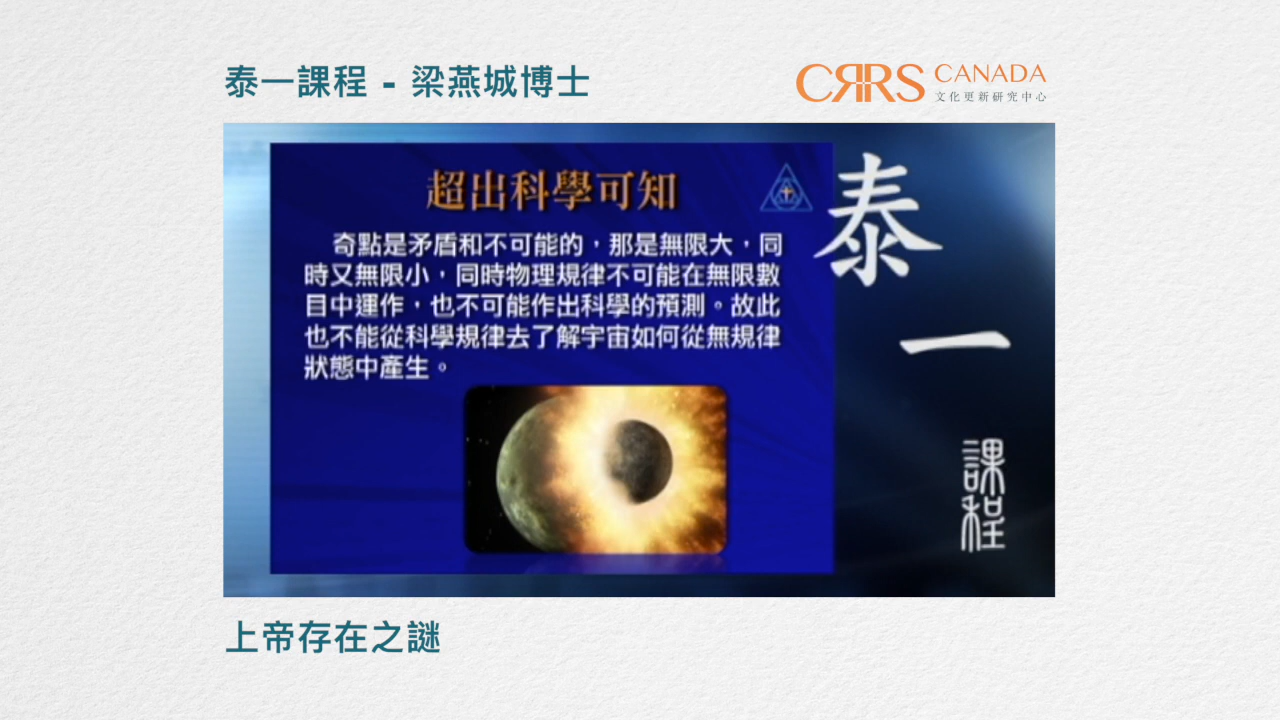 泰一課程 - 梁燕城博士
CRRS CANADA
文化更新研究中心
超出科學可知
奇點是矛盾和不可能的，那是無限大，同
時又無限小，同時物理規律不可能在無限數
目中運作，也不可能作出科學的預測。故此
也不能從科學規律去了解宇宙如何從無規律
狀態中產生。
泰一
課程
上帝存在之謎